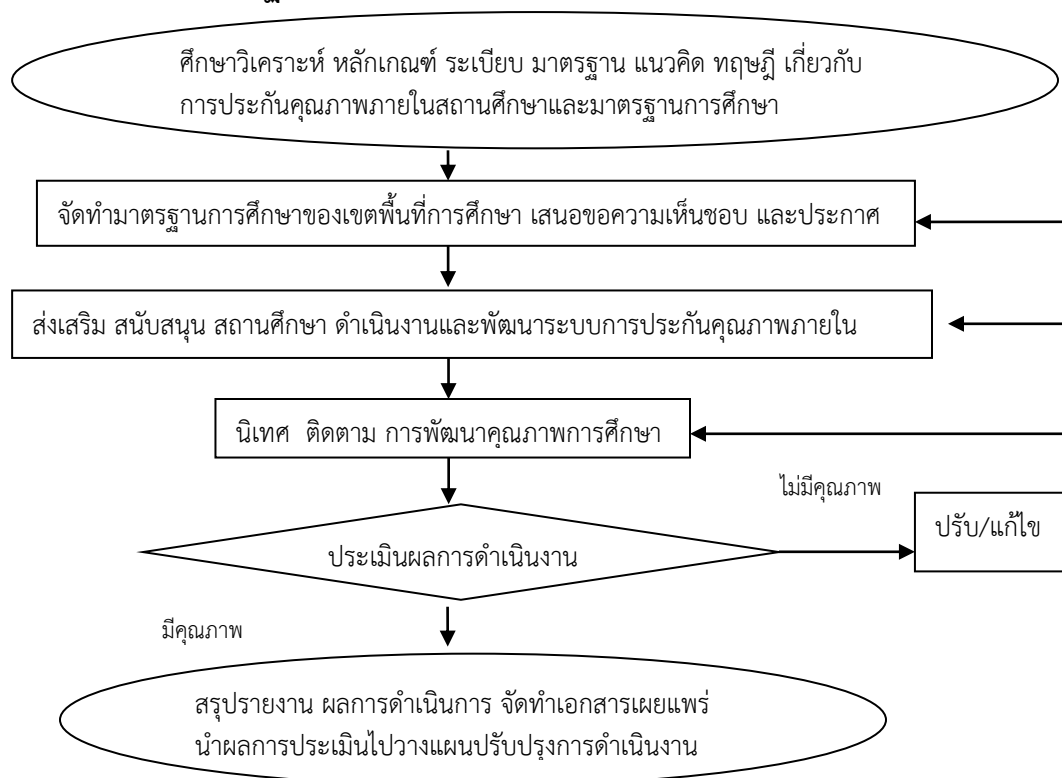 ศึกษาวิเคราะห์ หลักเกณฑ์ ระเบียบ มาตรฐาน แนวคิด ทฤษฎี เกี่ยวกับ
การประกันคุณภาพภายในสถานศึกษาและมาตรฐานการศึกษา
จัดทำมาตรฐานการศึกษาของเขตพื้นที่การศึกษา เสนอขอความเห็นชอบ และประกาศ
ส่งเสริม สนับสนุน สถานศึกษา ดำเนินงานและพัฒนาระบบการประกันคุณภาพภายใน
นิเทศ ติดตาม การพัฒนาคุณภาพการศึกษา
ไม่มีคุณภาพ
ปรับ/แก้ไข
ประเมินผลการดำเนินงาน
มีคุณภาพ
สรุปรายงาน ผลการดำเนินการ จัดทำเอกสารเผยแพร่
นำผลการประเมินไปวางแผนปรับปรุงการดำเนินงาน